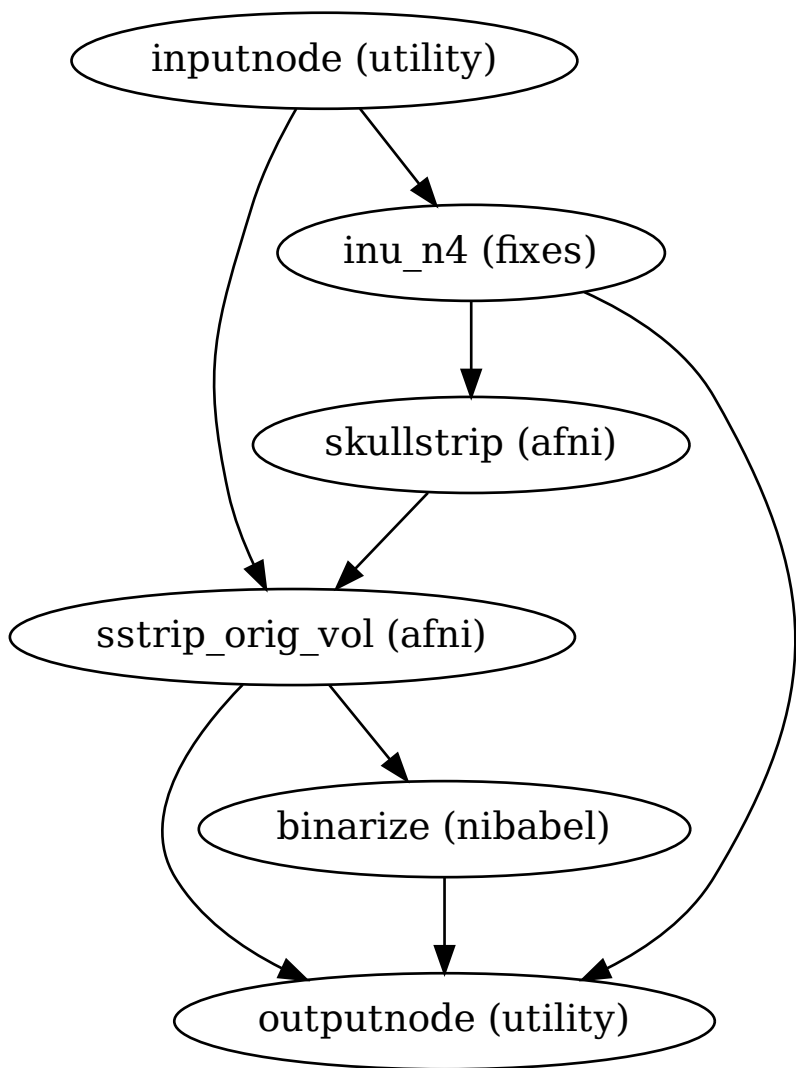 inputnode (utility)
inu_n4 (fixes)
skullstrip (afni)
sstrip_orig_vol (afni)
binarize (nibabel)
outputnode (utility)